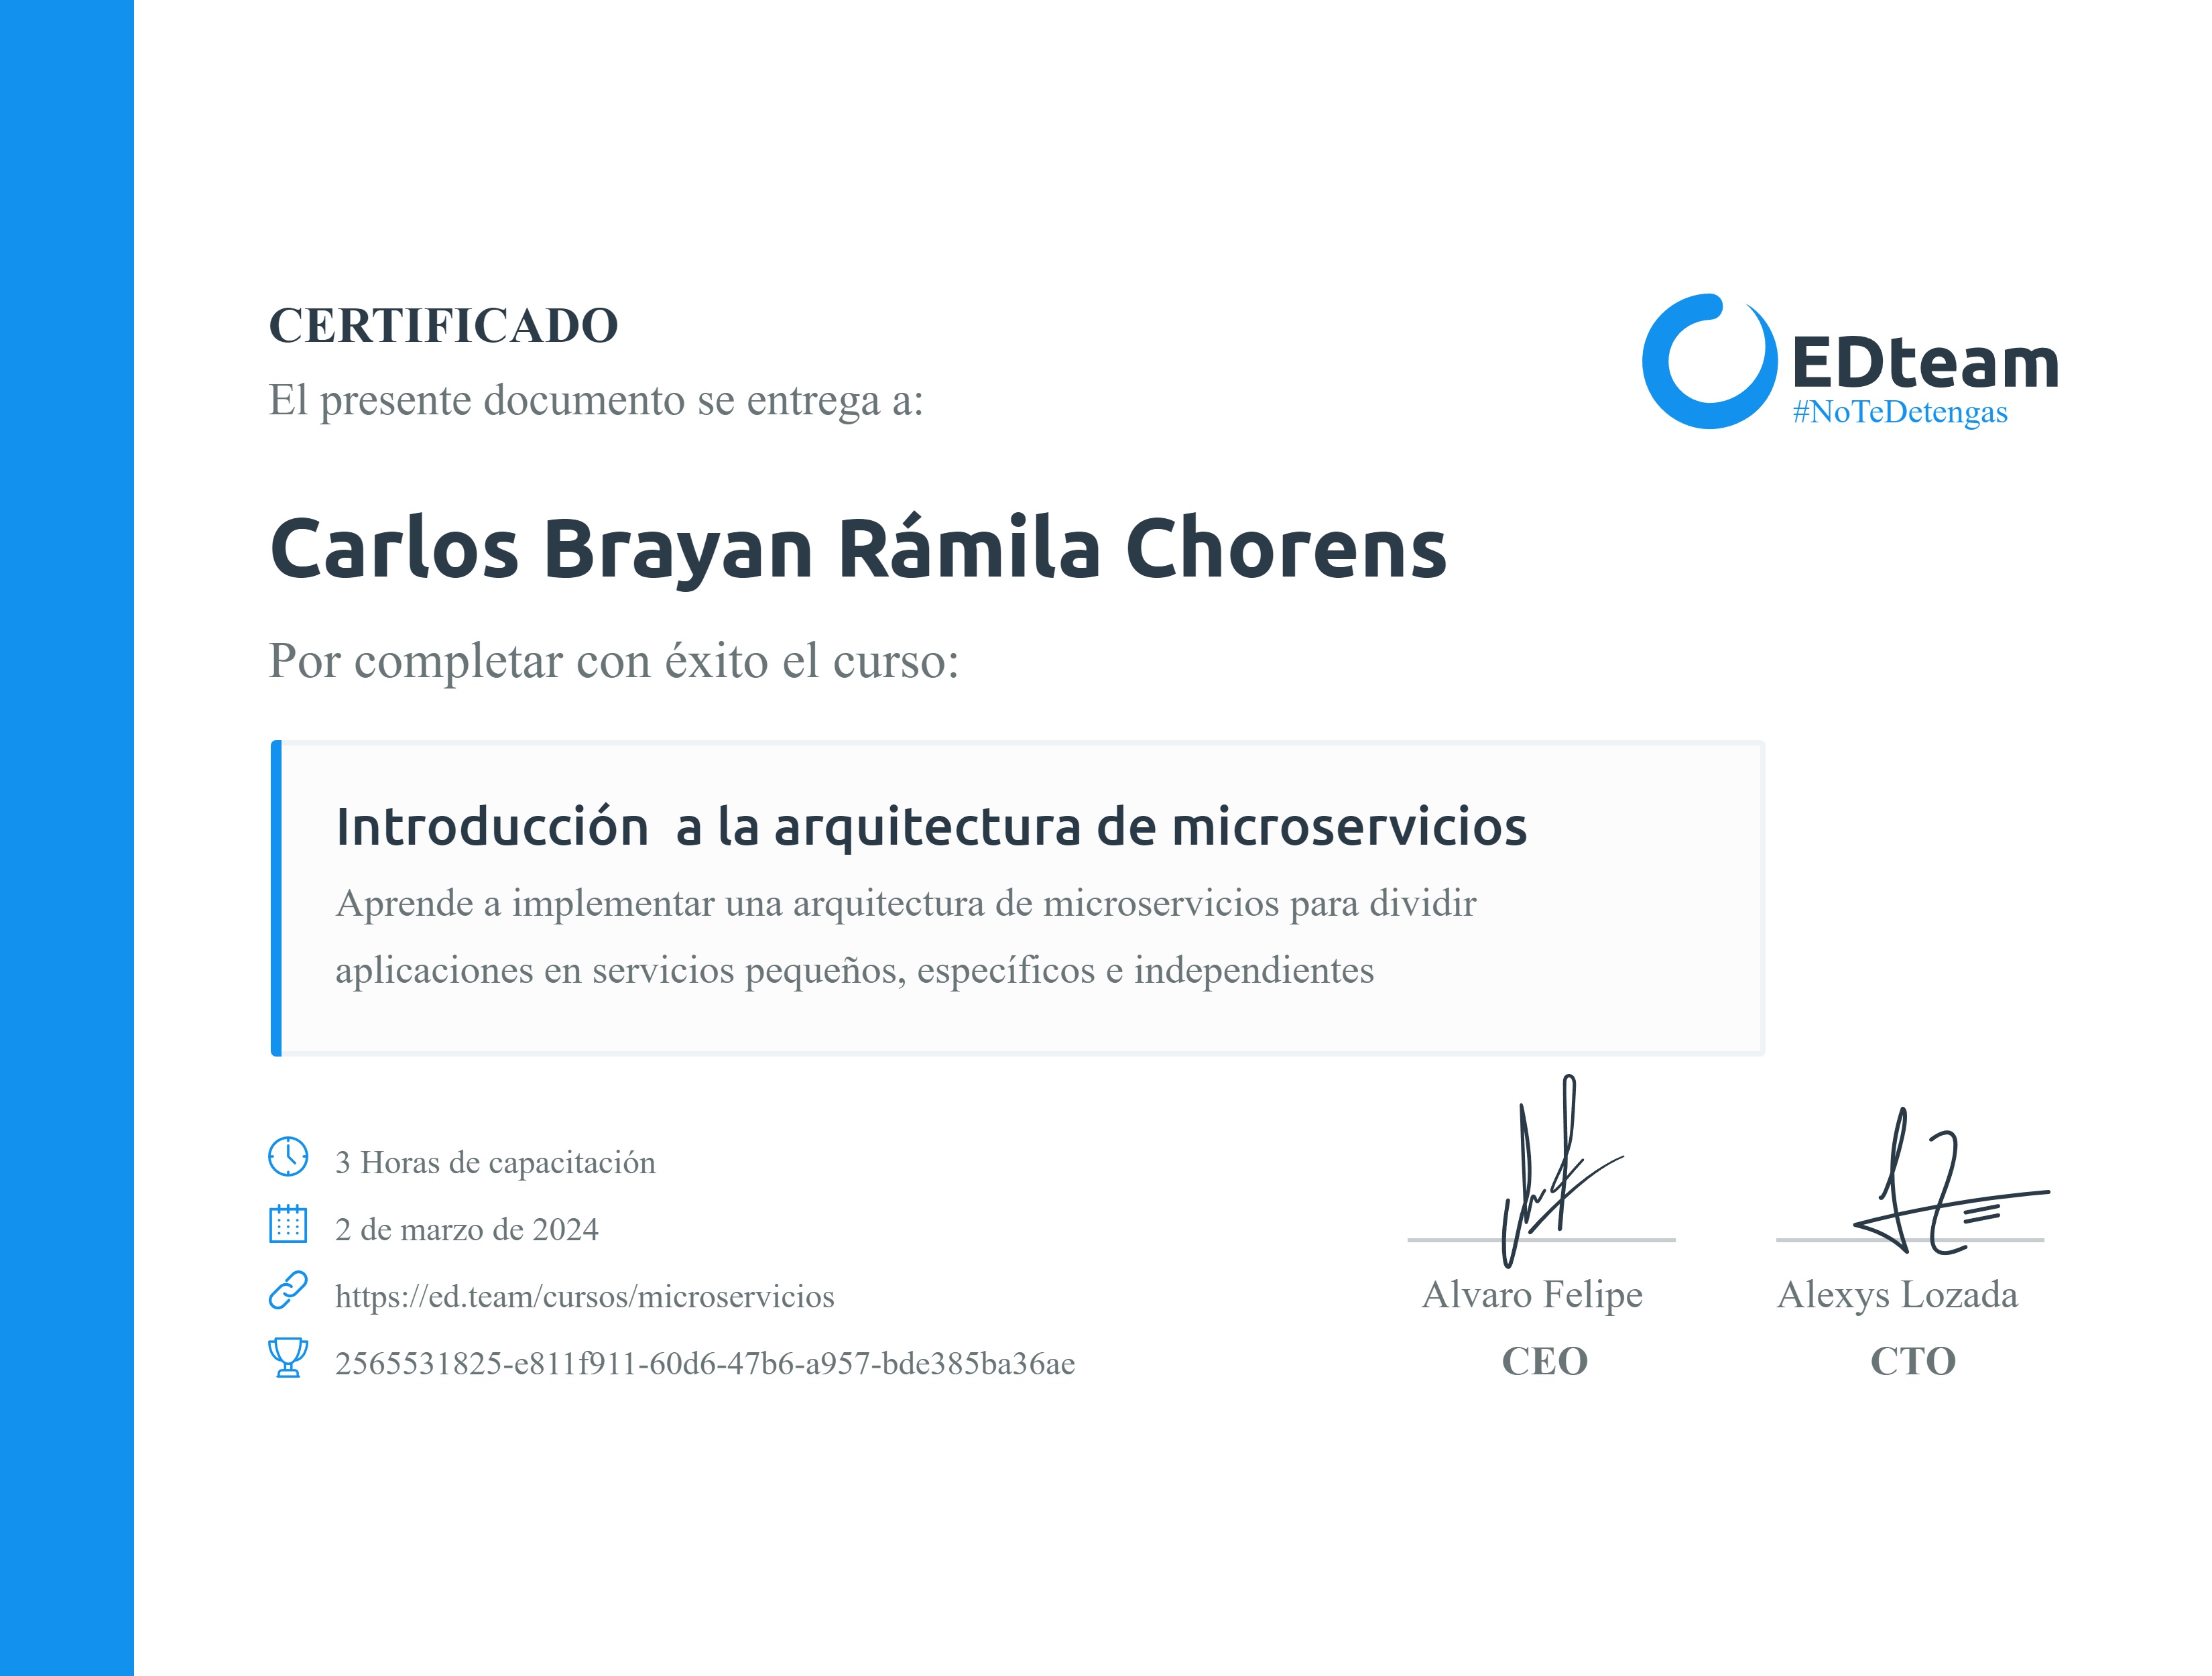 CERTIFICADO
El presente documento se entrega a:
EDteam
#NoTeDetengas
Carlos Brayan Rámila Chorens
Por completar con éxito el curso:
Introducción  a la arquitectura de microservicios
Aprende a implementar una arquitectura de microservicios para dividir
aplicaciones en servicios pequeños, específicos e independientes
3 Horas de capacitación
2 de marzo de 2024
https://ed.team/cursos/microservicios
2565531825-e811f911-60d6-47b6-a957-bde385ba36ae
Alvaro Felipe
CEO
Alexys Lozada
CTO